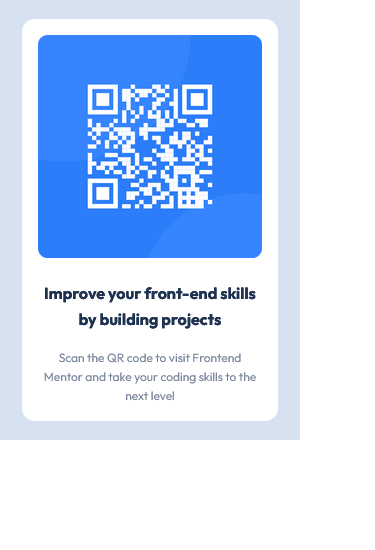 Improve your front-end skills
by building projects
Scan the QR code to visit Frontend
Mentor and take your coding skills to the
next level